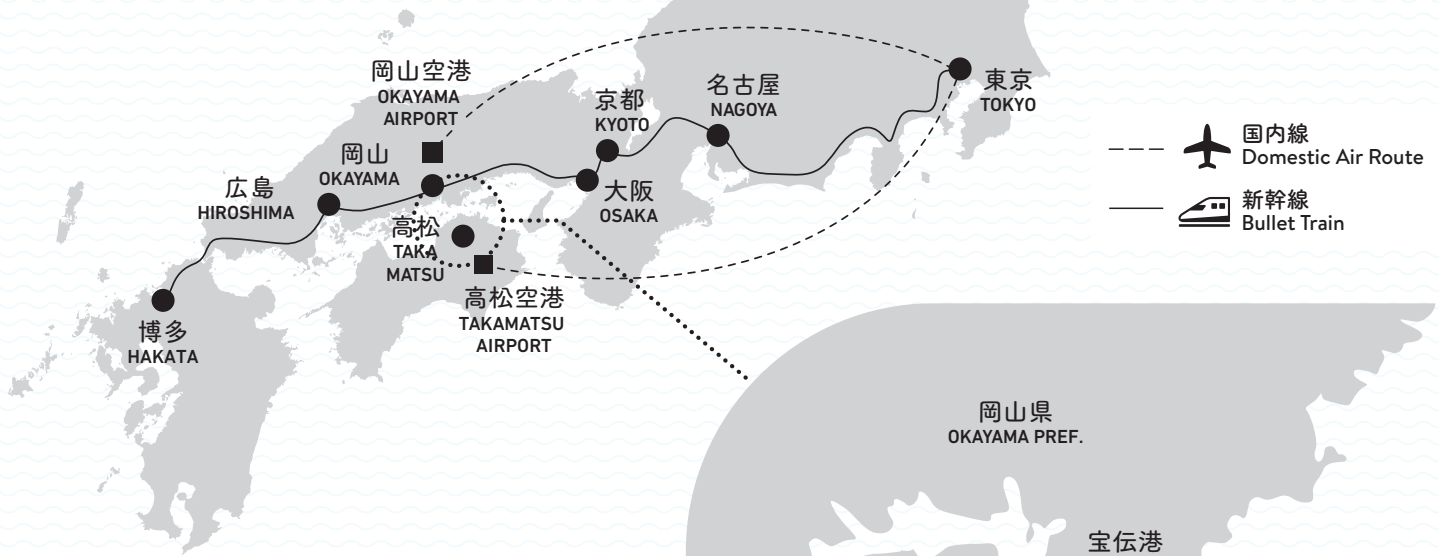 岡山空港
OKAYAMA
AIRPORT
京都
KYOTO
名古屋
NAGOYA
東京
TOKYO
岡山
OKAYAMA
広島
HIROSHIMA
大阪
OSAKA
高松
TAKA
MATSU
高松空港
TAKAMATSU
AIRPORT
博多
HAKATA
国内線
Domestic Air Route
新幹線
Bullet Train
岡山県
OKAYAMA PREF.
宝伝港